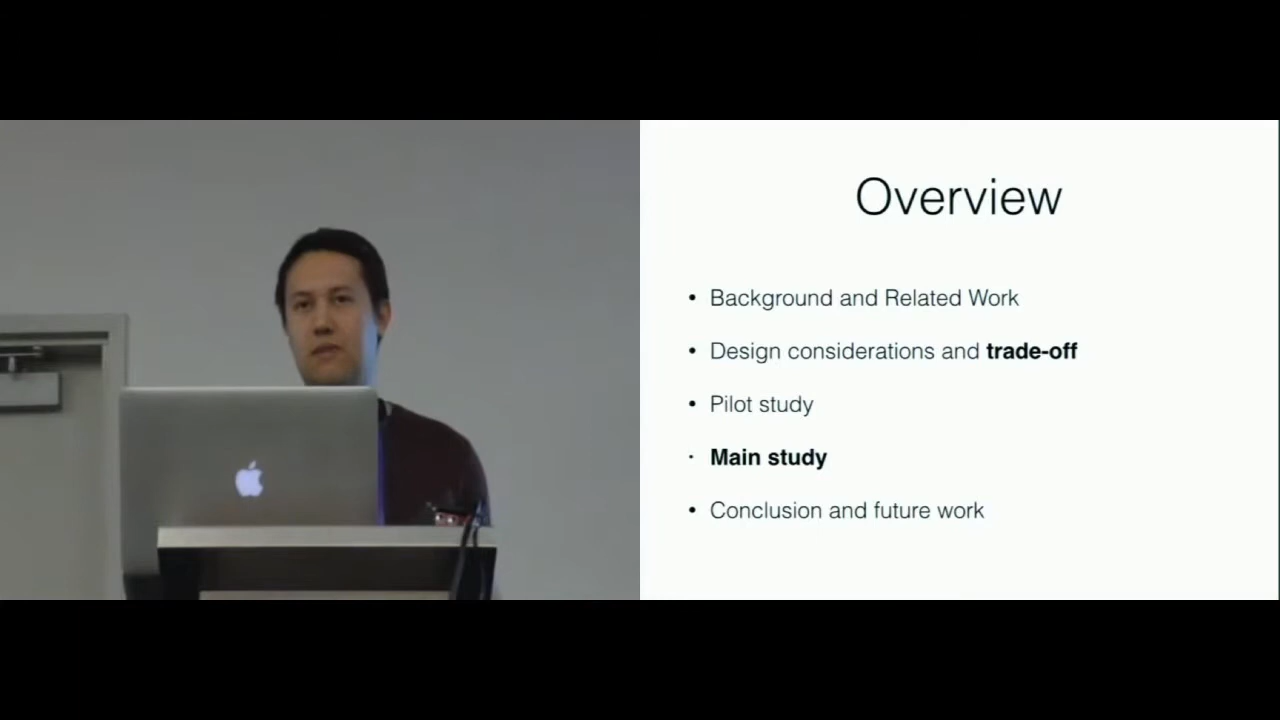 Overview
• Background and Related Work
• Design considerations and trade-off
• Pilot study
• Main study
• Conclusion and future work